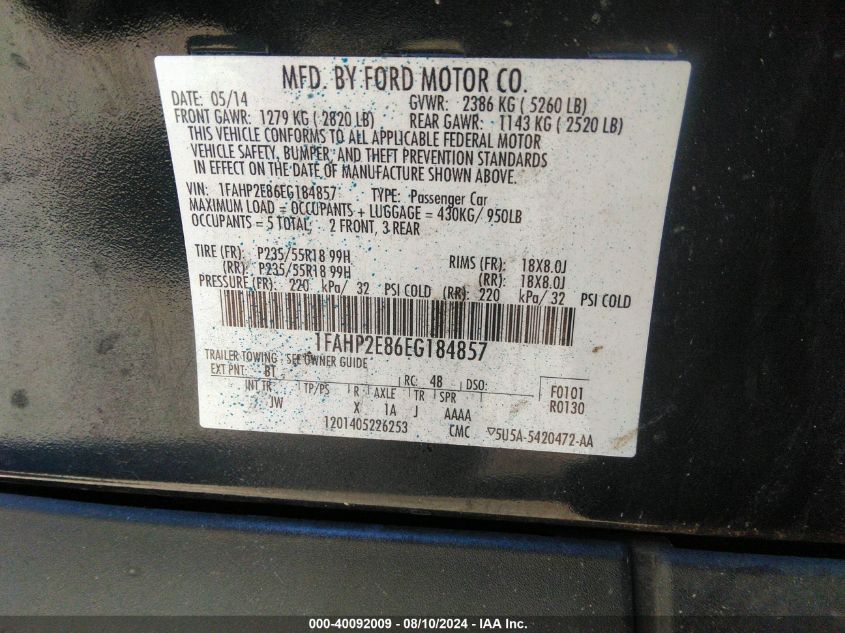 MFD. BY FORD MOTOR CO.
DATE: 05/14 GVWR: 2386 KG ( 5260 LB)
FRONT GAWR: 1279 KG ( 2820 LB) REAR GAWR: 1143 KG ( 2520 LB)
THIS VEHICLE CONFORMS TO ALL APPLICABLE FEDERAL MOTOR
VEHICLE SAFETY, BUMPER, AND THEFT PREVENTION STANDARDS
IN EFFECT ON THE DATE OF MANUFACTURE SHOWN ABOVE.
VIN: 1FAHP2E86EG184857 TYPE: Passenger Car
MAXIMUM LOAD = OCCUPANTS + LUGGAGE = 430KG/ 950LB
OCCUPANTS = 5 TOTAL, 2 FRONT, 3 REAR
TIRE (FR): P235/55R18 99H RIMS (FR): 18X8.0J
(RR): P235/55R18 99H (RR): 18X8.0J
PRESSURE (FR): 220 kPa/ 32 PSI COLD (RR): 220 kPa/ 32 PSI COLD
1FAHP2E86EG184857
TRAILER TOWING : SEE OWNER GUIDE
EXT PNT: BT RC: 4B DSO: F0101
INT TR TP/PS R AXLE TR SPR R0130
JW X 1A J AAAA
1201405226253 CMC ▽5U5A-5420472-AA
000-40092009 - 08/10/2024 - IAA Inc.